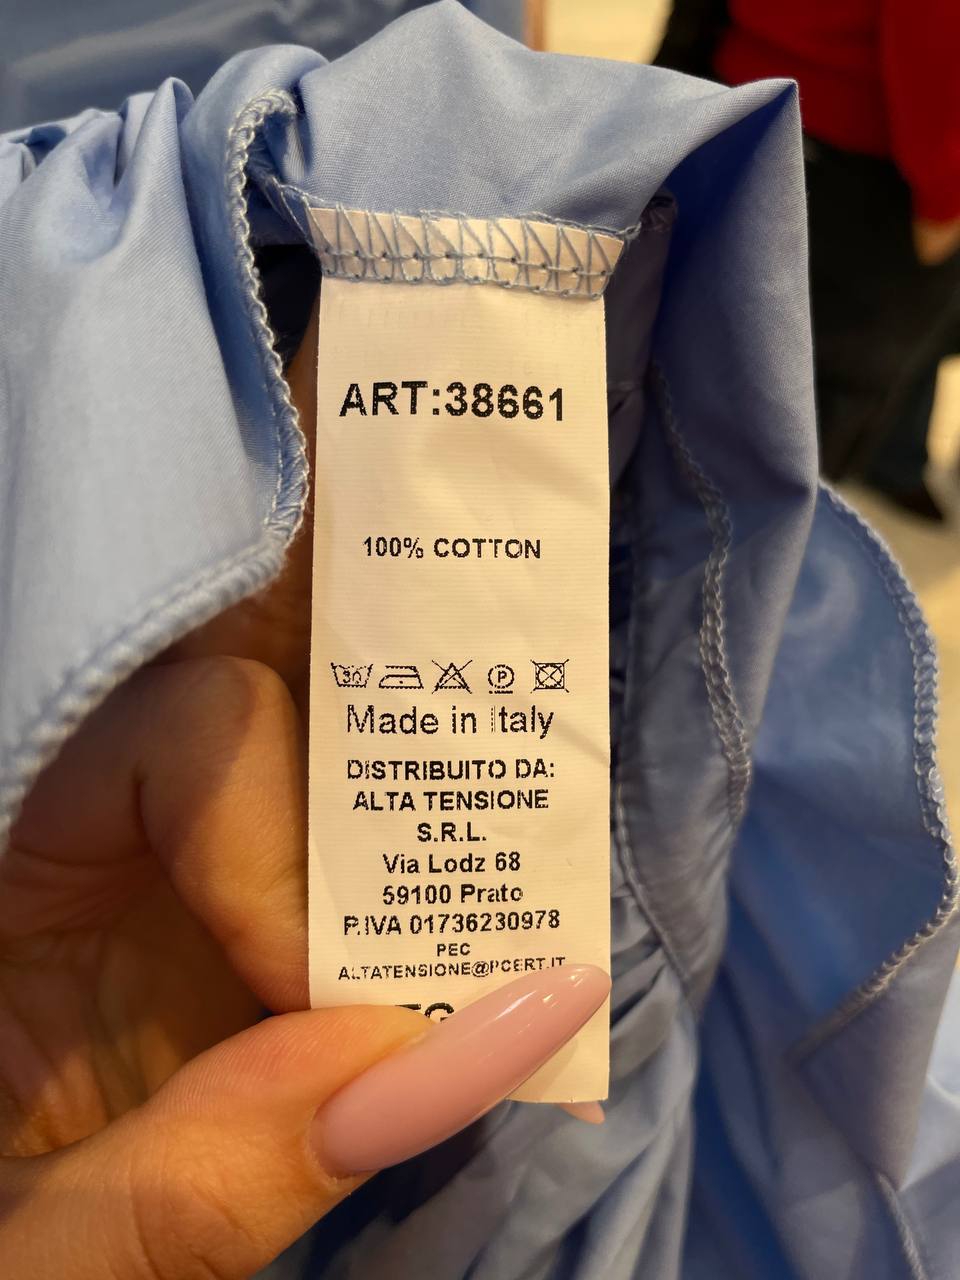 ART:38661
100% COTTON
30 P
Made in Italy
DISTRIBUITO DA:
ALTA TENSIONE
S.R.L.
Via Lodz 68
59100 Prato
P.IVA 01736230978
PEC
ALTATENSIONE@PCERT.IT